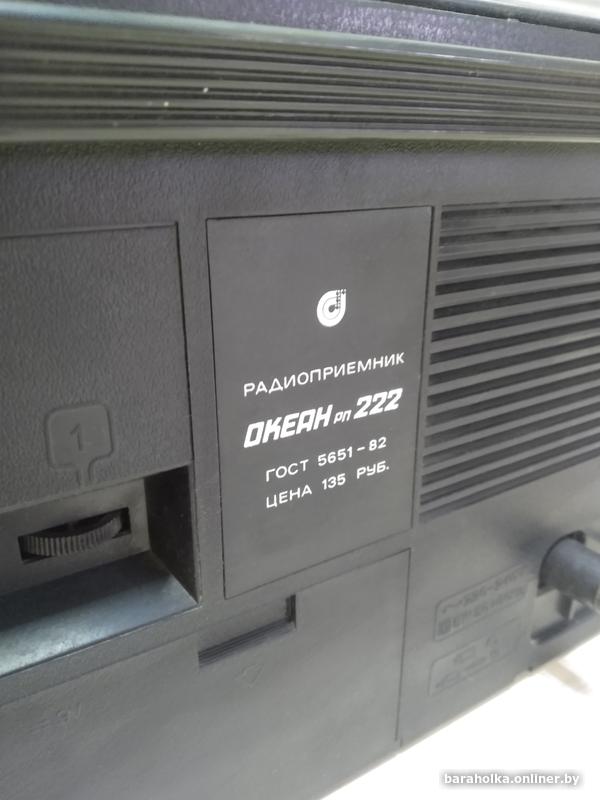 РАДИОПРИЕМНИК
ОКЕАН РП 222
ГОСТ 5651-82
ЦЕНА 135 РУБ.
1
baraholka.onliner.by